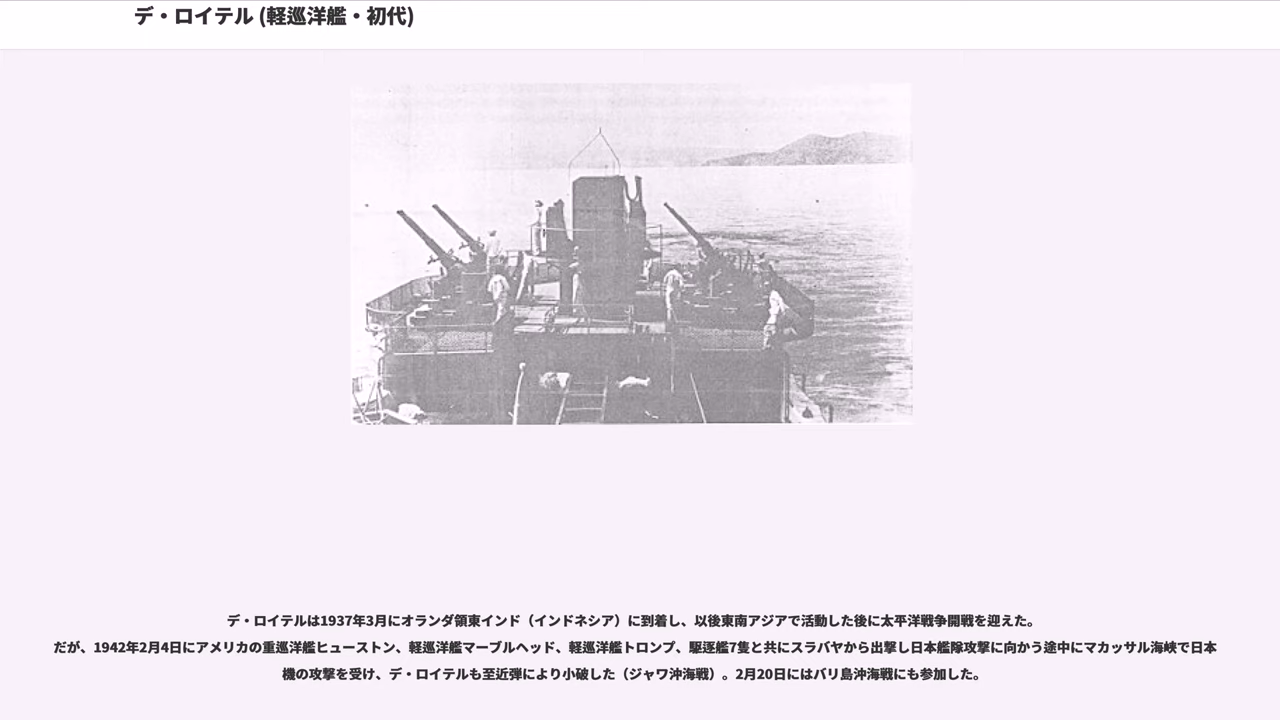 デ・ロイテル (軽巡洋艦・初代)
デ・ロイテルは1937年3月にオランダ領東インド（インドネシア）に到着し、以後東南アジアで活動した後に太平洋戦争開戦を迎えた。
だが、1942年2月4日にアメリカの重巡洋艦ヒューストン、軽巡洋艦マーブルヘッド、軽巡洋艦トロンプ、駆逐艦7隻と共にスラバヤから出撃し日本艦隊攻撃に向かう途中にマカッサル海峡で日本
機の攻撃を受け、デ・ロイテルも至近弾により小破した（ジャワ沖海戦）。2月20日にはバリ島沖海戦にも参加した。